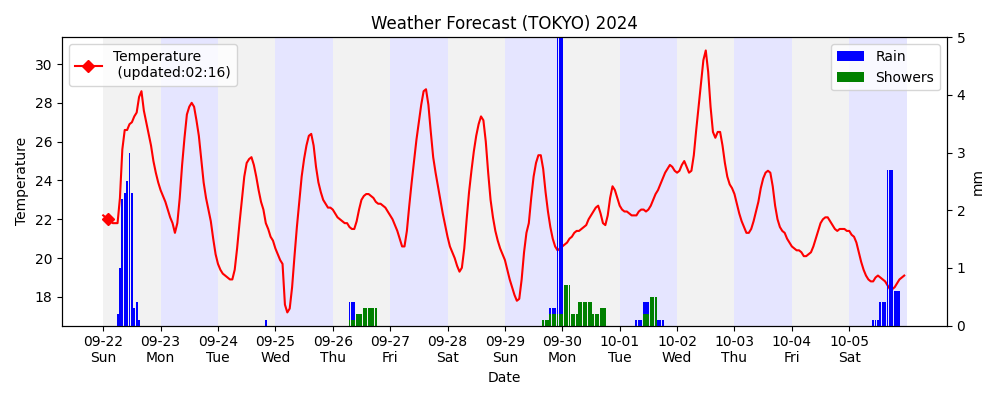 Weather Forecast (TOKYO) 2024
Temperature
(updated:02:16)
Rain
Showers
30
28
26
24
22
20
18
Temperature
5
4
3
2
1
0
mm
09-22 09-23 09-24 09-25 09-26 09-27 09-28 09-29 09-30 10-01 10-02 10-03 10-04 10-05
Sun Mon Tue Wed Thu Fri Sat Sun Mon Tue Wed Thu Fri Sat
Date